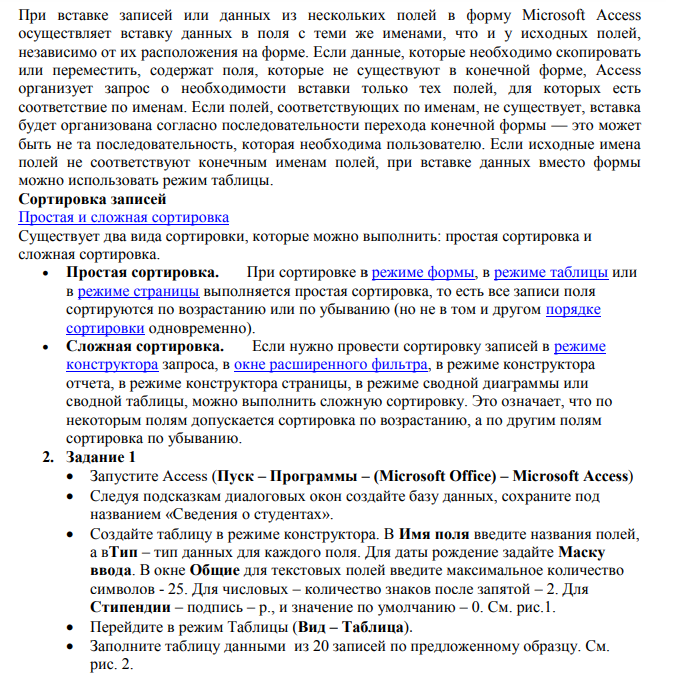 При вставке записей или данных из нескольких полей в форму Microsoft Access
осуществляет вставку данных в поля с теми же именами, что и у исходных полей,
независимо от их расположения на форме. Если данные, которые необходимо скопировать
или переместить, содержат поля, которые не существуют в конечной форме, Access
организует запрос о необходимости вставки только тех полей, для которых есть
соответствие по именам. Если полей, соответствующих по именам, не существует, вставка
будет организована согласно последовательности перехода конечной формы — это может
быть не та последовательность, которая необходима пользователю. Если исходные имена
полей не соответствуют конечным именам полей, при вставке данных вместо формы
можно использовать режим таблицы.
Сортировка записей
Простая и сложная сортировка
Существует два вида сортировки, которые можно выполнить: простая сортировка и
сложная сортировка.
• Простая сортировка. При сортировке в режиме формы, в режиме таблицы или
в режиме страницы выполняется простая сортировка, то есть все записи поля
сортируются по возрастанию или по убыванию (но не в том и другом порядке
сортировки одновременно).
• Сложная сортировка. Если нужно провести сортировку записей в режиме
конструктора запроса, в окне расширенного фильтра, в режиме конструктора
отчета, в режиме конструктора страницы, в режиме сводной диаграммы или
сводной таблицы, можно выполнить сложную сортировку. Это означает, что по
некоторым полям допускается сортировка по возрастанию, а по другим полям
сортировка по убыванию.
2. Задание 1
• Запустите Access (Пуск – Программы – (Microsoft Office) – Microsoft Access)
• Следуя подсказкам диалоговых окон создайте базу данных, сохраните под
названием «Сведения о студентах».
• Создайте таблицу в режиме конструктора. В Имя поля введите названия полей,
а вТип – тип данных для каждого поля. Для даты рождение задайте Маску
ввода. В окне Общие для текстовых полей введите максимальное количество
символов - 25. Для числовых – количество знаков после запятой – 2. Для
Стипендии – подпись – р., и значение по умолчанию – 0. См. рис.1.
• Перейдите в режим Таблицы (Вид – Таблица).
• Заполните таблицу данными из 20 записей по предложенному образцу. См.
рис. 2.